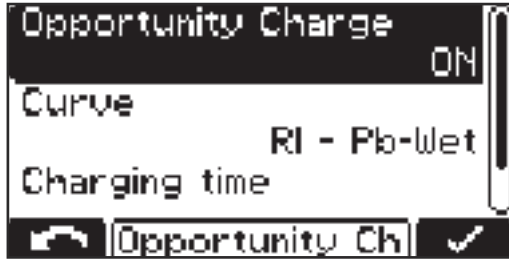 Opportunity Charge
ON
Curve
RI - Pb-Wet
Charging time
Opportunity Ch